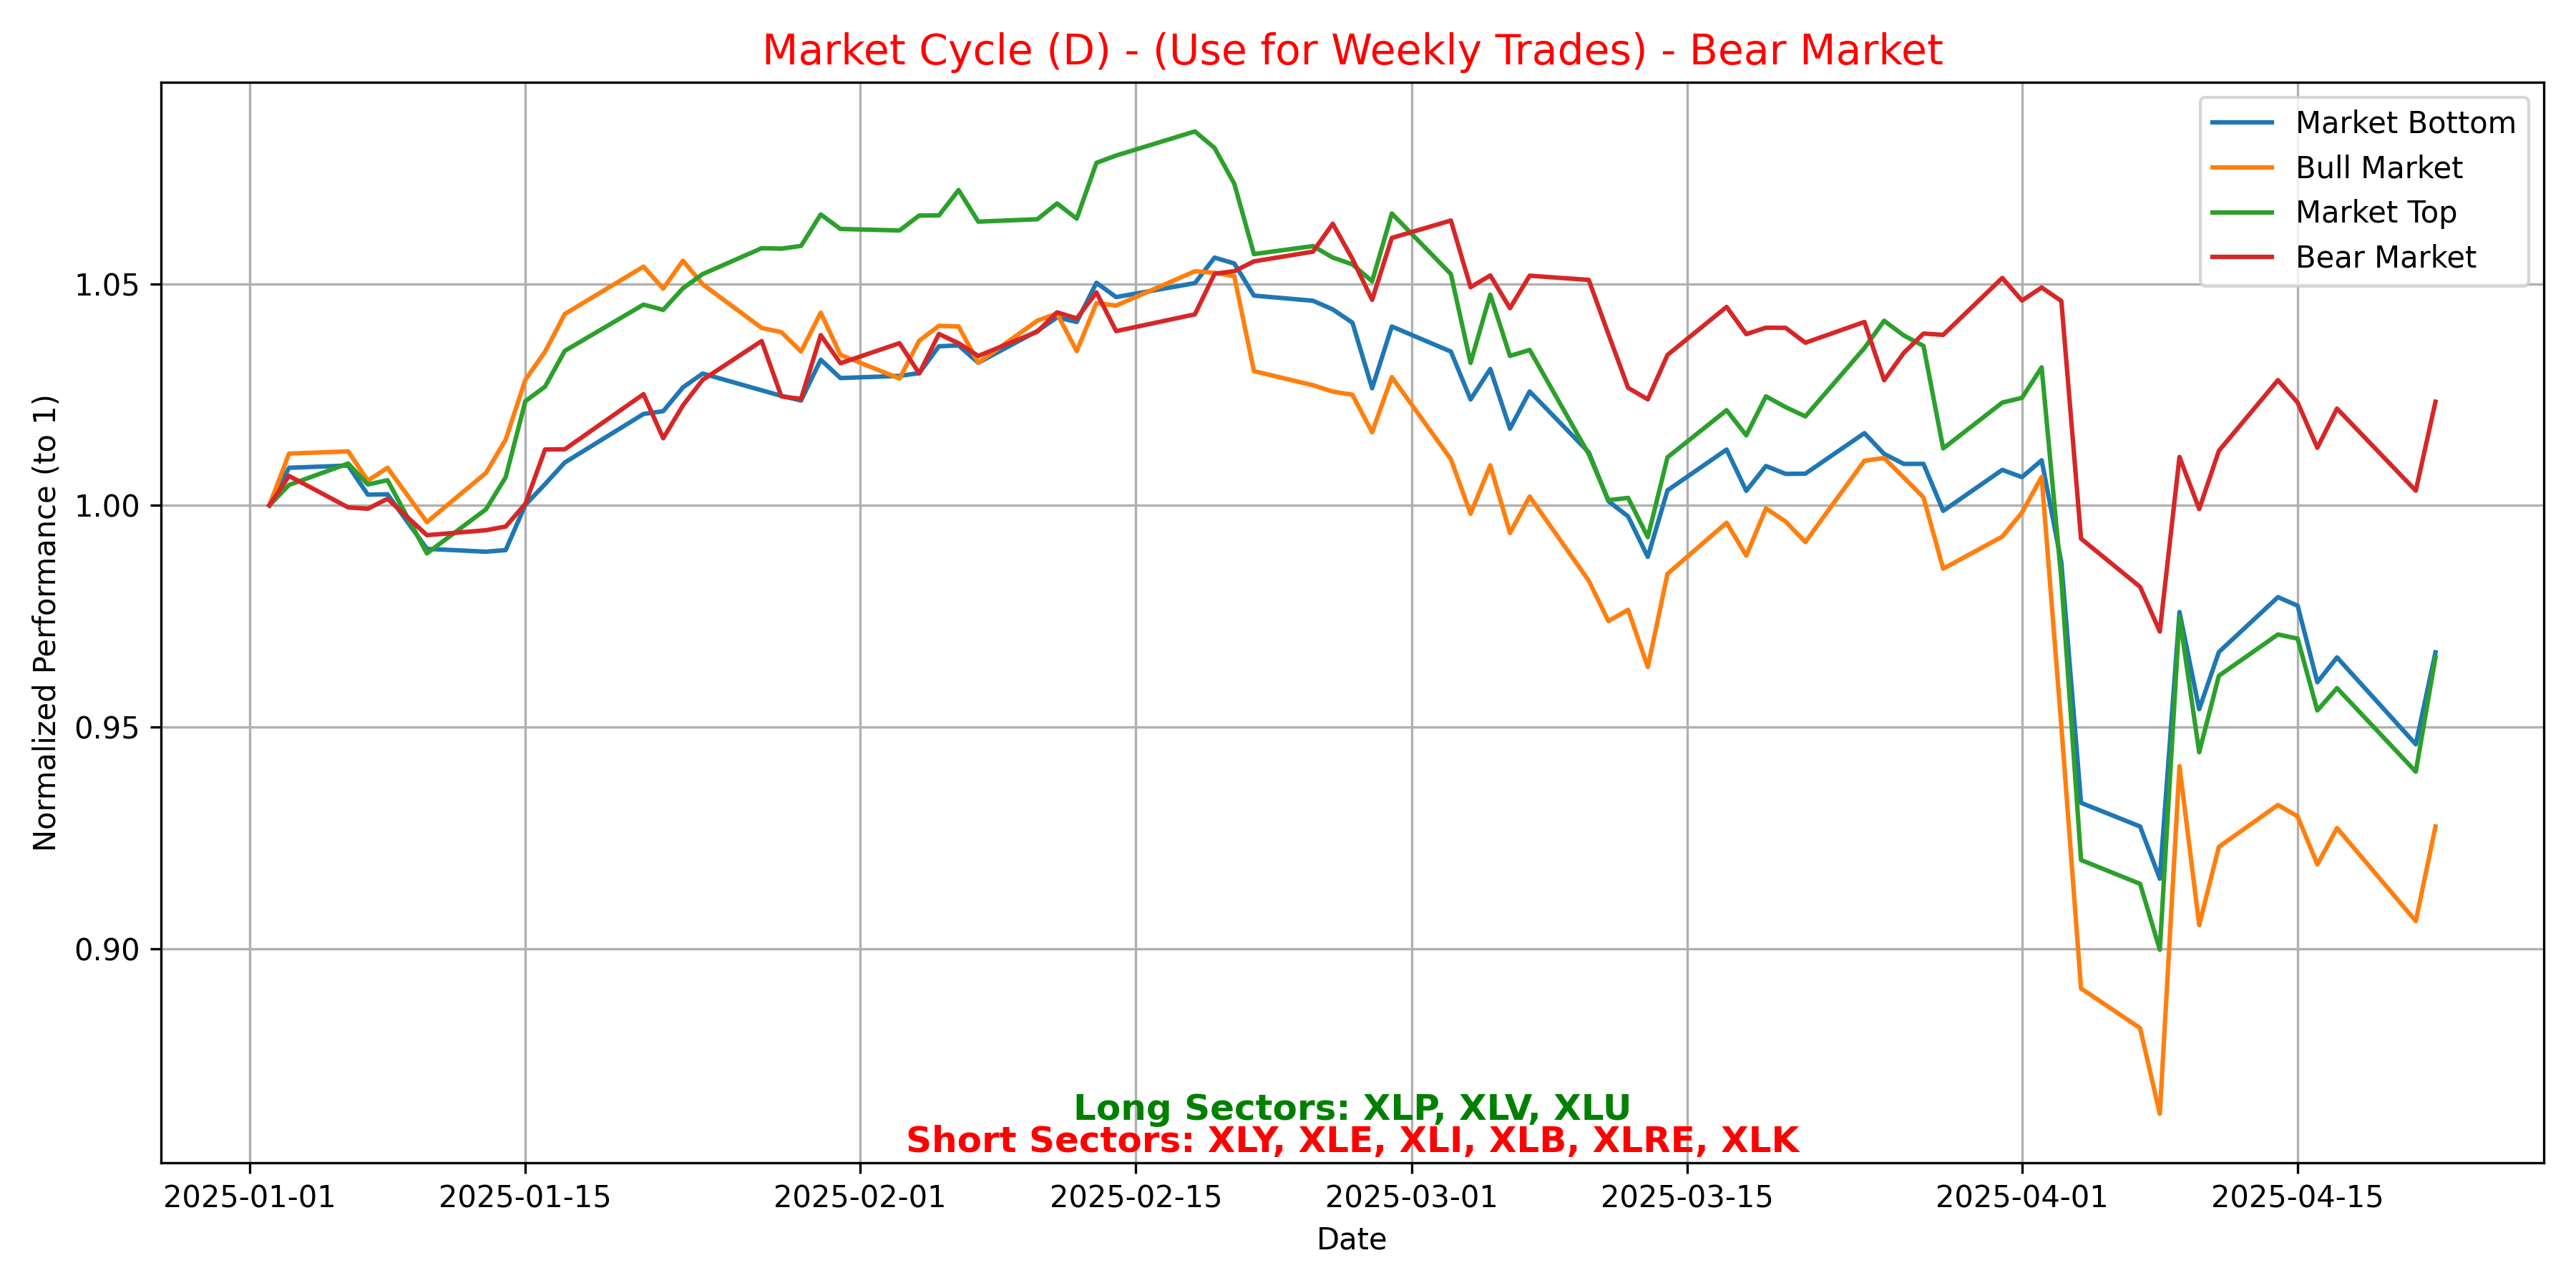 Market Cycle (D) - (Use for Weekly Trades) - Bear Market
Market Bottom
Bull Market
Market Top
Bear Market
Normalized Performance (to 1)
1.05
1.00
0.95
0.90
Long Sectors: XLP, XLV, XLU
Short Sectors: XLY, XLE, XLI, XLB, XLRE, XLK
2025-01-01 2025-01-15 2025-02-01 2025-02-15 2025-03-01 2025-03-15 2025-04-01 2025-04-15
Date